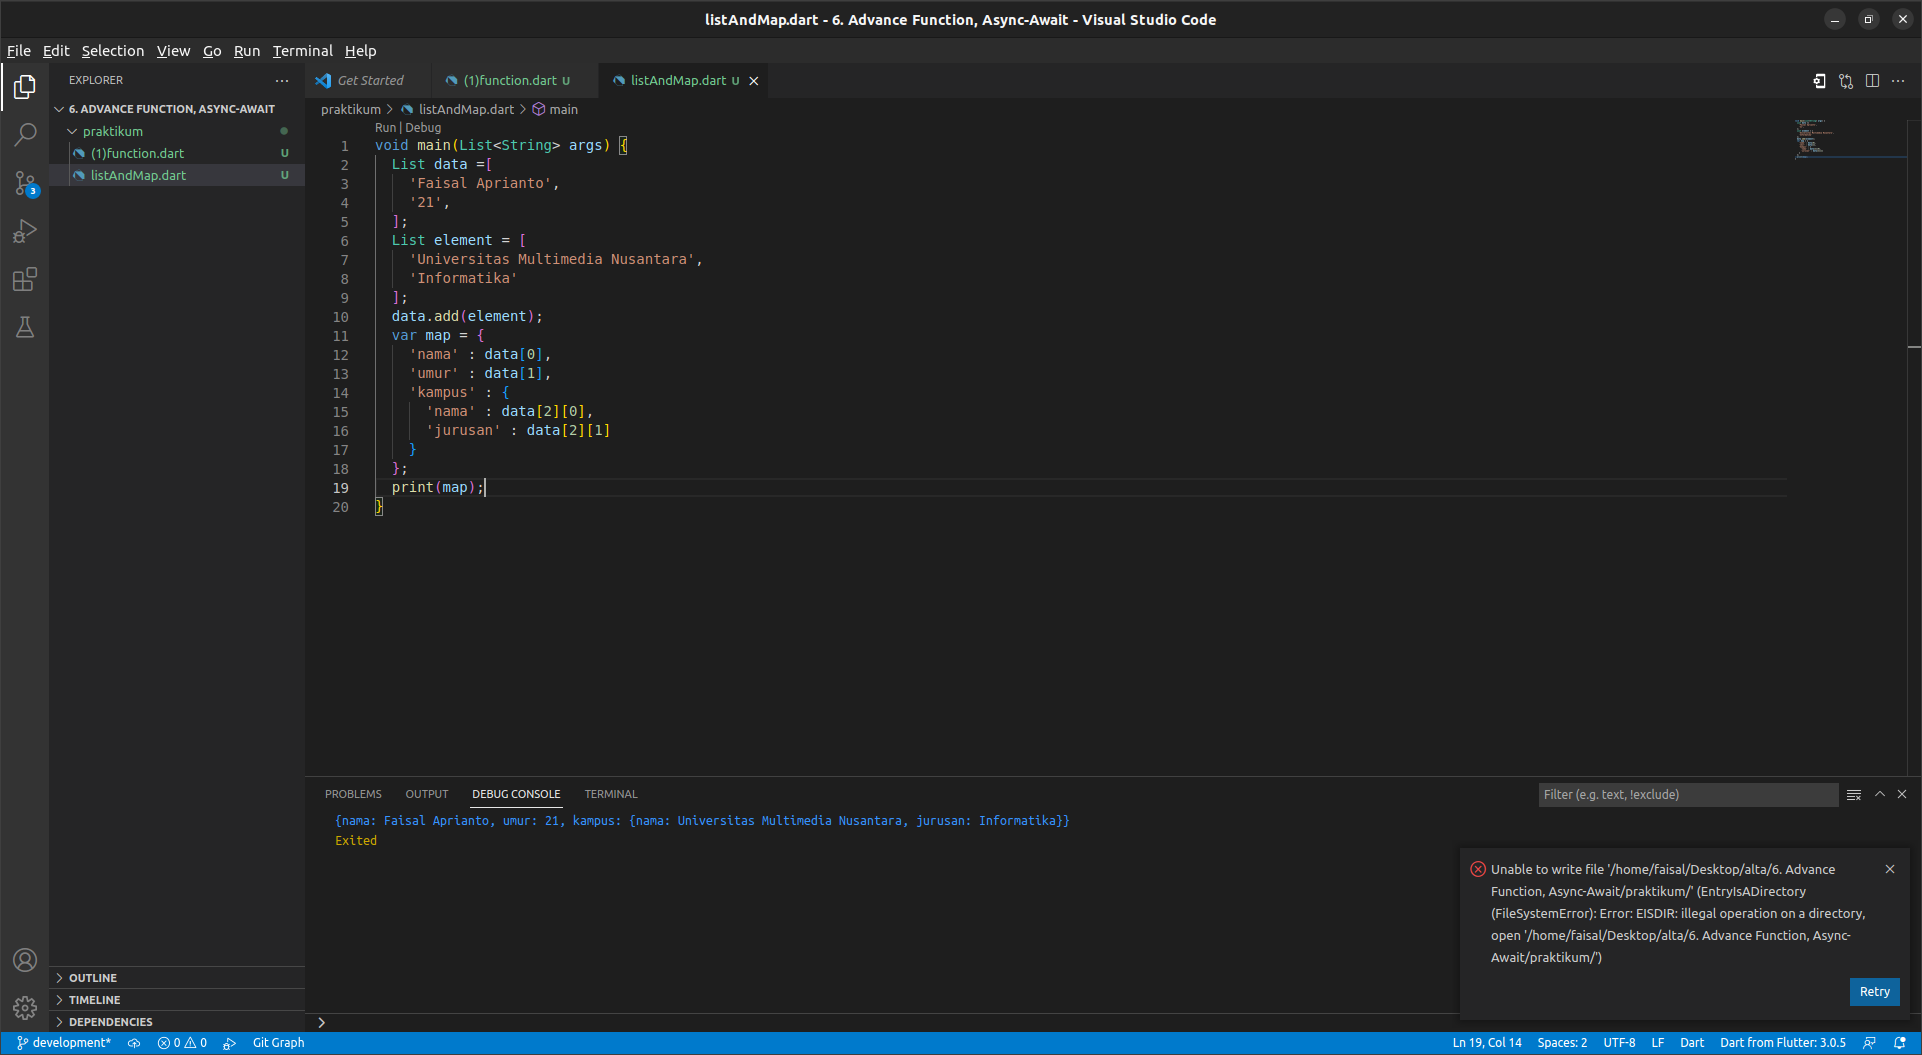 listAndMap.dart - 6. Advance Function, Async-Await - Visual Studio Code
File Edit Selection View Go Run Terminal Help
EXPLORER
6. ADVANCE FUNCTION, ASYNC-AWAIT
praktikum
(1)function.dart U
listAndMap.dart U
3
Get Started (1)function.dart U listAndMap.dart U
praktikum > listAndMap.dart > main
Run | Debug
1 void main(List<String> args) {
2 List data =[
3 'Faisal Aprianto',
4 '21',
5 ];
6 List element = [
7 'Universitas Multimedia Nusantara',
8 'Informatika'
9 ];
10 data.add(element);
11 var map = {
12 'nama' : data[0],
13 'umur' : data[1],
14 'kampus' : {
15 'nama' : data[2][0],
16 'jurusan' : data[2][1]
17 }
18 };
19 print(map);
20 }
PROBLEMS OUTPUT DEBUG CONSOLE TERMINAL
Filter (e.g. text, !exclude)
{nama: Faisal Aprianto, umur: 21, kampus: {nama: Universitas Multimedia Nusantara, jurusan: Informatika}}
Exited
Unable to write file '/home/faisal/Desktop/alta/6. Advance
Function, Async-Await/praktikum/' (EntryIsADirectory
(FileSystemError): Error: EISDIR: illegal operation on a directory,
open '/home/faisal/Desktop/alta/6. Advance Function, Async-
Await/praktikum/')
Retry
OUTLINE
TIMELINE
DEPENDENCIES
development* 0 0 Git Graph
Ln 19, Col 14 Spaces: 2 UTF-8 LF Dart Dart from Flutter: 3.0.5